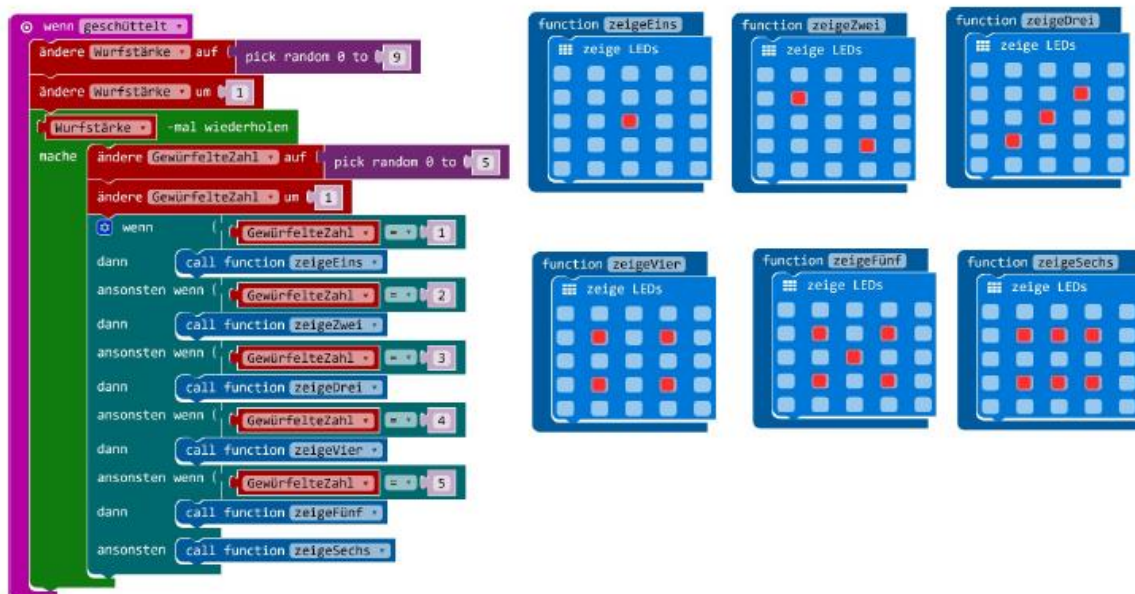 wenn geschüttelt
ändere Wurfstärke auf pick random 0 to 9
ändere Wurfstärke um 1
Wurfstärke -mal wiederholen
mache ändere GewürfelteZahl auf pick random 0 to 5
ändere GewürfelteZahl um 1
wenn GewürfelteZahl = 1
dann call function zeigeEins
ansonsten wenn GewürfelteZahl = 2
dann call function zeigeZwei
ansonsten wenn GewürfelteZahl = 3
dann call function zeigeDrei
ansonsten wenn GewürfelteZahl = 4
dann call function zeigeVier
ansonsten wenn GewürfelteZahl = 5
dann call function zeigeFünf
ansonsten call function zeigeSechs
function zeigeEins
zeige LEDs
function zeigeZwei
zeige LEDs
function zeigeDrei
zeige LEDs
function zeigeVier
zeige LEDs
function zeigeFünf
zeige LEDs
function zeigeSechs
zeige LEDs